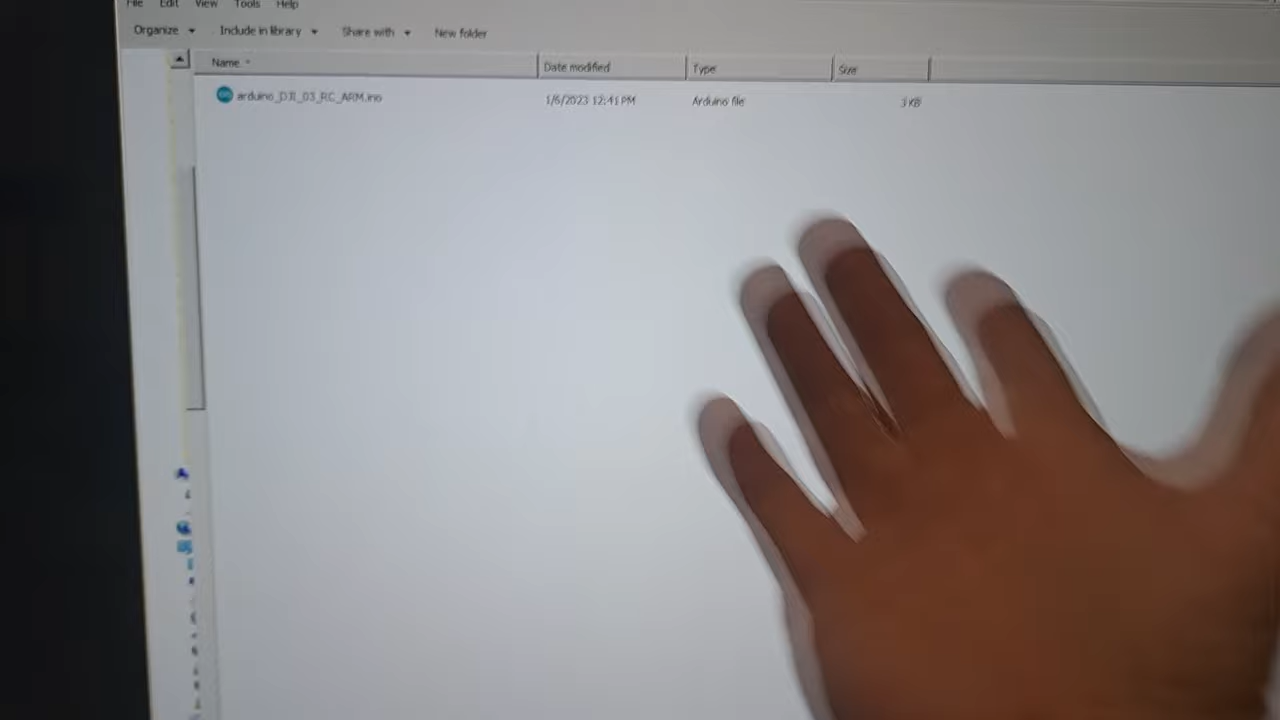 File Edit View Tools Help
Organize Include in library Share with New folder
Name Date modified Type Size
arduino_DJI_03_RC_ARM.ino 1/6/2023 12:41 PM Arduino file 3 KB